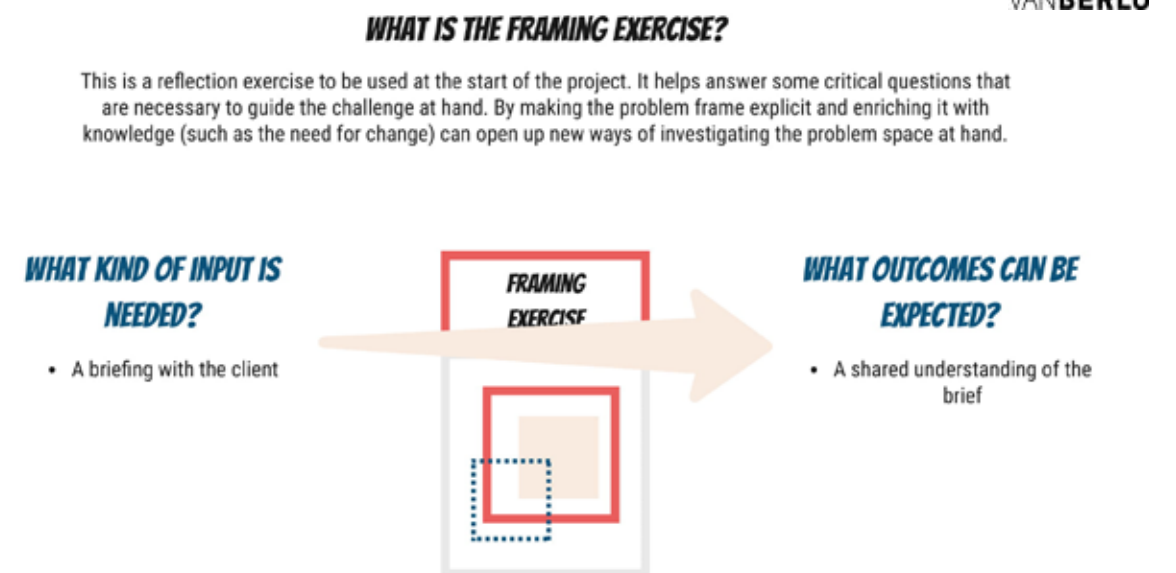 VANBERLO
WHAT IS THE FRAMING EXERCISE?
This is a reflection exercise to be used at the start of the project. It helps answer some critical questions that
are necessary to guide the challenge at hand. By making the problem frame explicit and enriching it with
knowledge (such as the need for change) can open up new ways of investigating the problem space at hand.
WHAT KIND OF INPUT IS
NEEDED?
• A briefing with the client
FRAMING
EXERCISE
WHAT OUTCOMES CAN BE
EXPECTED?
• A shared understanding of the
brief